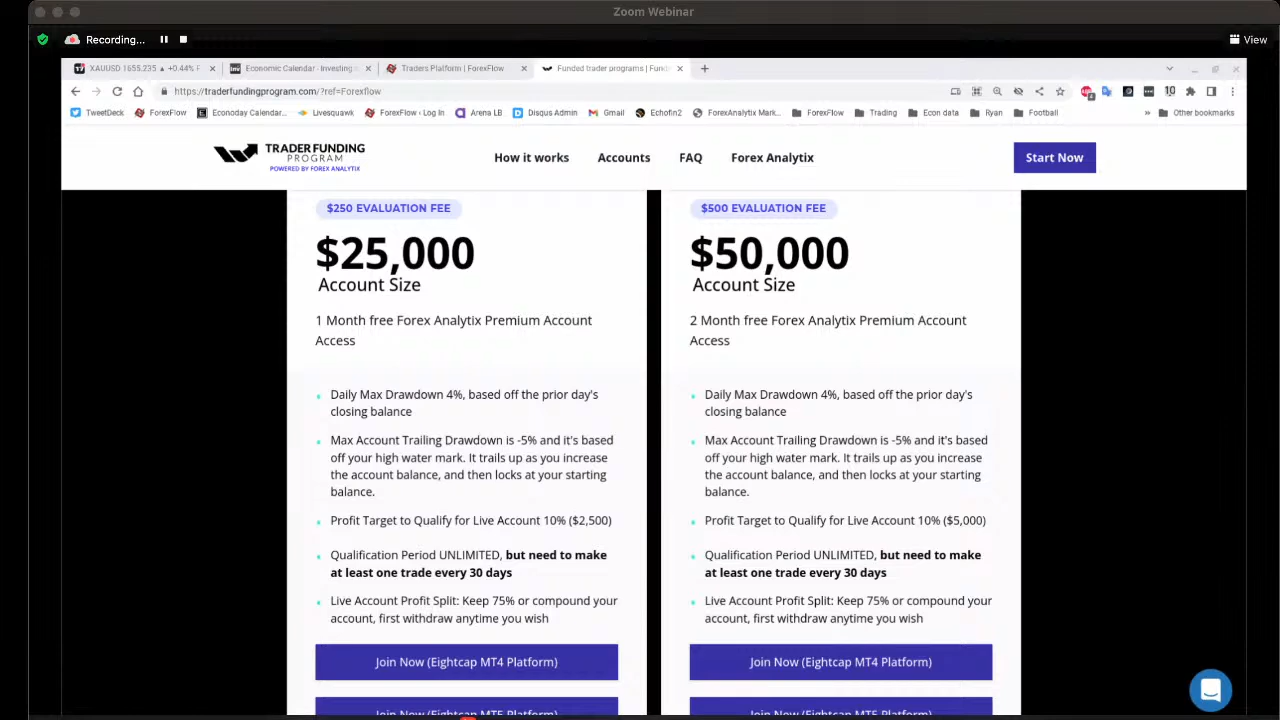 Zoom Webinar
Recording...
View
XAUUSD 1655.235 ▲ +0.44% F
Economic Calendar - Investing
Traders Platform | ForexFlow
Funded trader programs | Fund
https://traderfundingprogram.com/?ref=Forexflow
TweetDeck
ForexFlow
Econoday Calendar...
Livesquawk
ForexFlow ‹ Log In
Arena LB
Disqus Admin
Gmail
Echofin2
ForexAnalytix Mark...
ForexFlow
Trading
Econ data
Ryan
Football
Other bookmarks
TRADER FUNDING
PROGRAM
POWERED BY FOREX ANALYTIX
How it works
Accounts
FAQ
Forex Analytix
Start Now
$250 EVALUATION FEE
$25,000
Account Size
1 Month free Forex Analytix Premium Account
Access
Daily Max Drawdown 4%, based off the prior day's
closing balance
Max Account Trailing Drawdown is -5% and it's based
off your high water mark. It trails up as you increase
the account balance, and then locks at your starting
balance.
Profit Target to Qualify for Live Account 10% ($2,500)
Qualification Period UNLIMITED, but need to make
at least one trade every 30 days
Live Account Profit Split: Keep 75% or compound your
account, first withdraw anytime you wish
Join Now (Eightcap MT4 Platform)
Join Now (Eightcap MT5 Platform)
$500 EVALUATION FEE
$50,000
Account Size
2 Month free Forex Analytix Premium Account
Access
Daily Max Drawdown 4%, based off the prior day's
closing balance
Max Account Trailing Drawdown is -5% and it's based
off your high water mark. It trails up as you increase
the account balance, and then locks at your starting
balance.
Profit Target to Qualify for Live Account 10% ($5,000)
Qualification Period UNLIMITED, but need to make
at least one trade every 30 days
Live Account Profit Split: Keep 75% or compound your
account, first withdraw anytime you wish
Join Now (Eightcap MT4 Platform)
Join Now (Eightcap MT5 Platform)